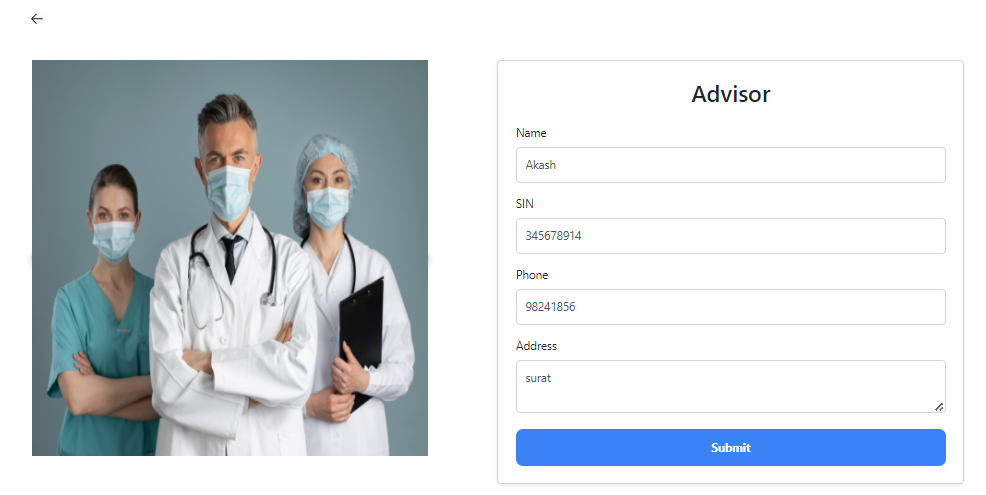 Advisor
Name
Akash
SIN
345678914
Phone
98241856
Address
surat
Submit